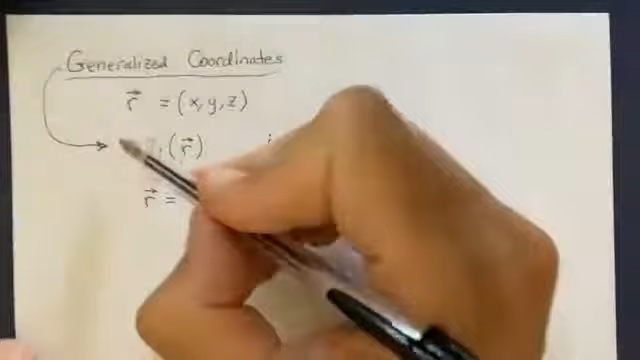 Generalized Coordinates
r⃗ = (x, y, z)
(r⃗)
r⃗ =